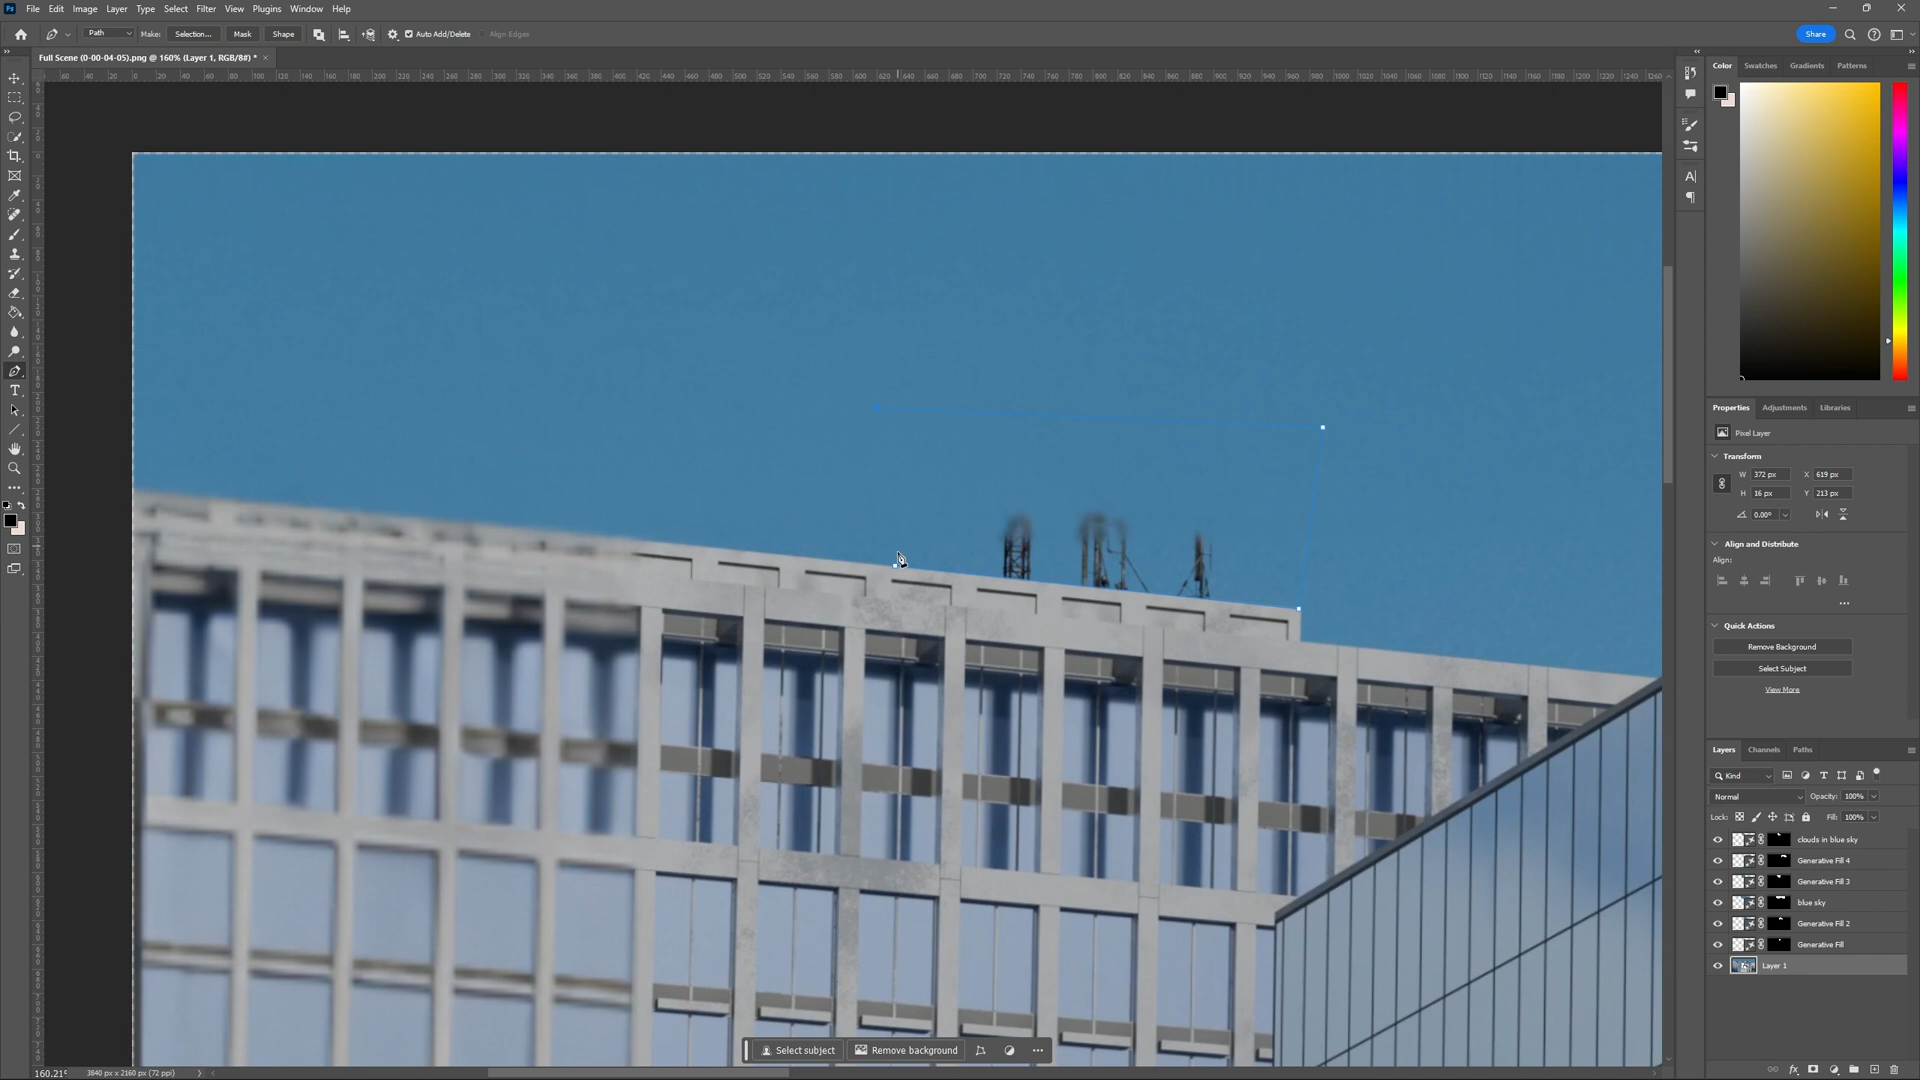 Ps File Edit Image Layer Type Select Filter View Plugins Window Help
Path Make: Selection... Mask Shape Auto Add/Delete Align Edges Share
Full Scene (0-00-04-05).png @ 160% (Layer 1, RGB/8#) * ×
Color Swatches Gradients Patterns
Properties Adjustments Libraries
Pixel Layer
Transform
W 372 px X 619 px
H 16 px Y 213 px
0.00°
Align and Distribute
Align:
Quick Actions
Remove Background
Select Subject
View More
Layers Channels Paths
Kind
Normal Opacity: 100%
Lock: Fill: 100%
clouds in blue sky
Generative Fill 4
Generative Fill 3
blue sky
Generative Fill 2
Generative Fill
Layer 1
Select subject Remove background
160.21% 3840 px x 2160 px (72 ppi)